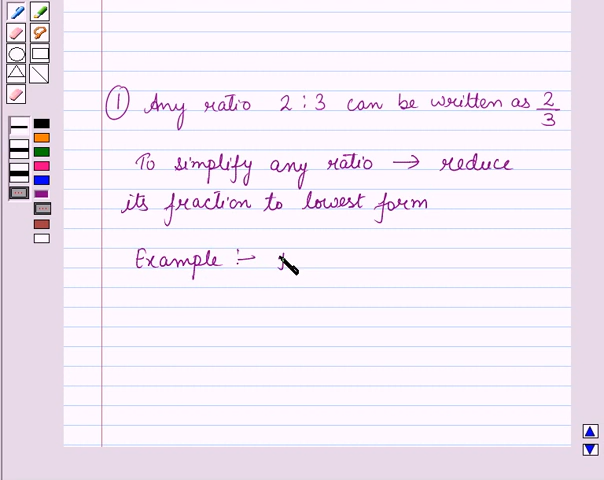 ① Any ratio 2 : 3 can be written as 2/3
To simplify any ratio → reduce
its fraction to lowest form
Example :-